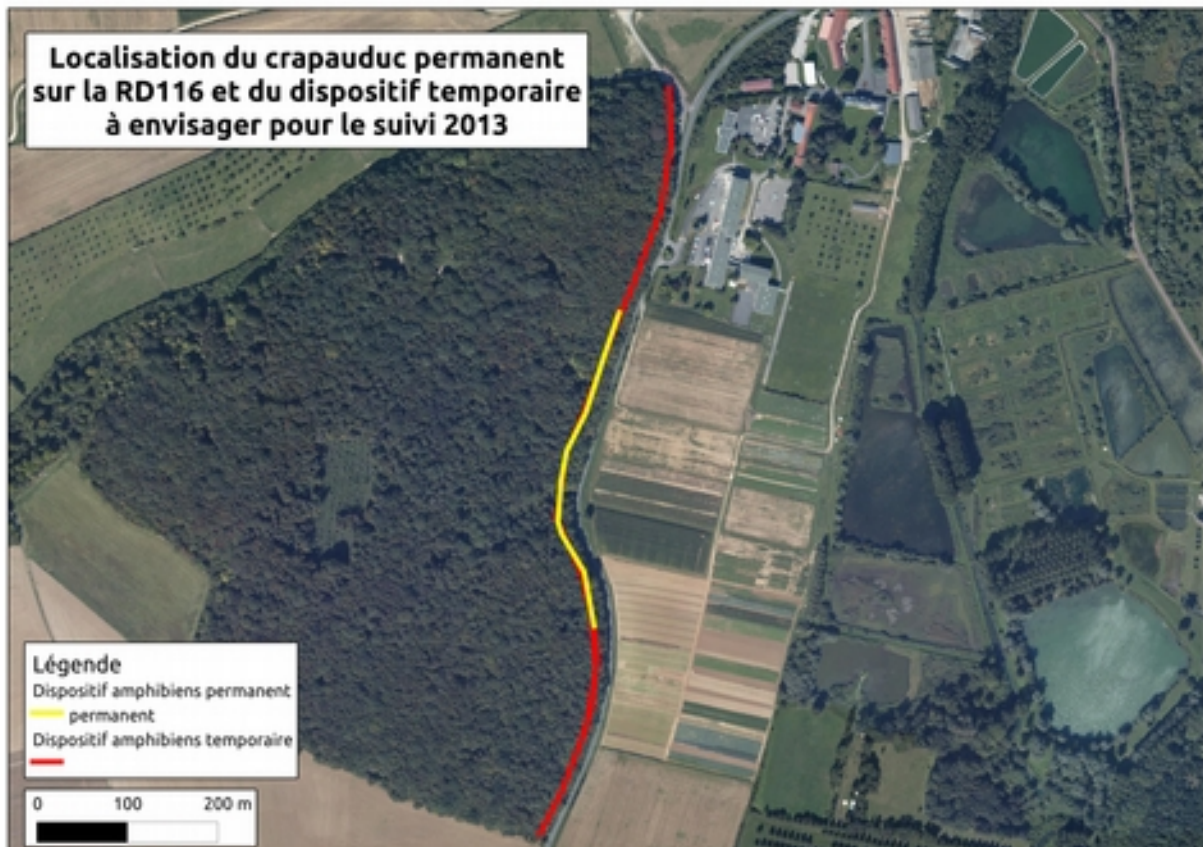 Localisation du crapauduc permanent
sur la RD116 et du dispositif temporaire
à envisager pour le suivi 2013
Légende
Dispositif amphibiens permanent
permanent
Dispositif amphibiens temporaire
0 100 200 m